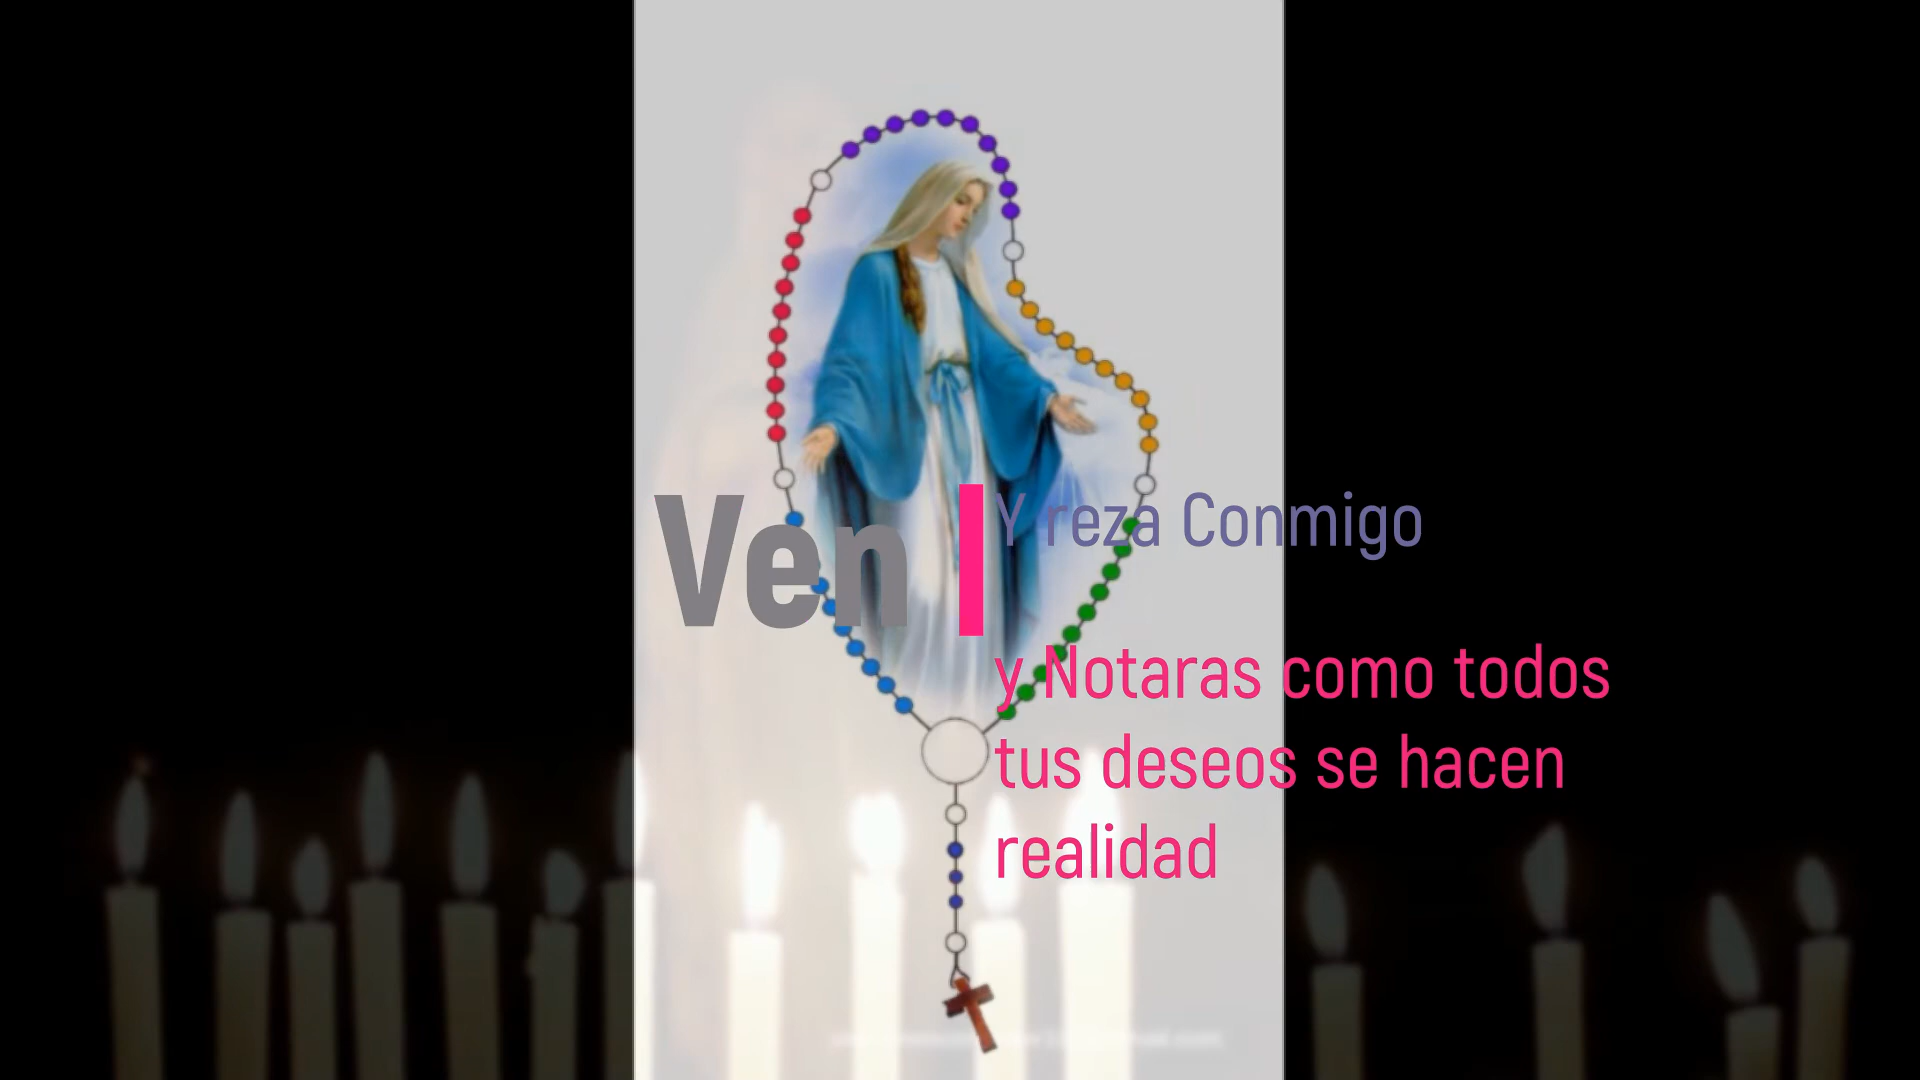 Ven
Y reza Conmigo
y Notaras como todos
tus deseos se hacen
realidad